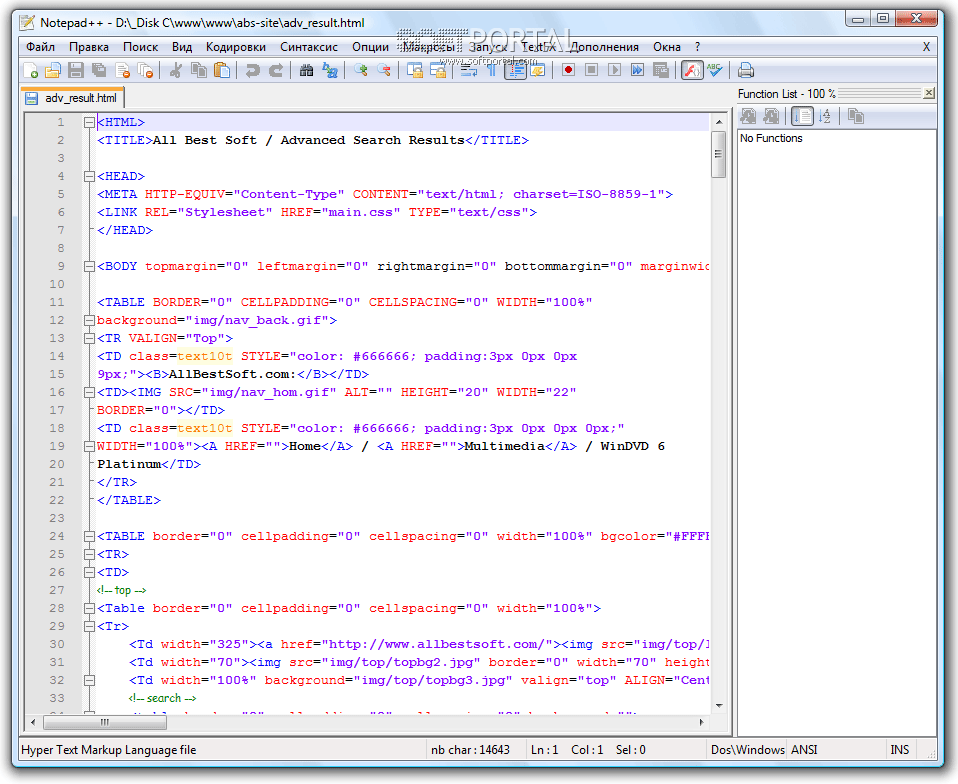 Notepad++ - D:\_Disk C\www\www\abs-site\adv_result.html
Файл Правка Поиск Вид Кодировки Синтаксис Опции Макросы Запуск TextFX Дополнения Окна ? X
SOFTPORTAL
www.softportal.com
adv_result.html
Function List - 100 %
No Functions
1 <HTML>
2 <TITLE>All Best Soft / Advanced Search Results</TITLE>
3
4 <HEAD>
5 <META HTTP-EQUIV="Content-Type" CONTENT="text/html; charset=ISO-8859-1">
6 <LINK REL="Stylesheet" HREF="main.css" TYPE="text/css">
7 </HEAD>
8
9 <BODY topmargin="0" leftmargin="0" rightmargin="0" bottommargin="0" marginwid
10
11 <TABLE BORDER="0" CELLPADDING="0" CELLSPACING="0" WIDTH="100%"
12 background="img/nav_back.gif">
13 <TR VALIGN="Top">
14 <TD class=text10t STYLE="color: #666666; padding:3px 0px 0px
15 9px;"><B>AllBestSoft.com:</B></TD>
16 <TD><IMG SRC="img/nav_hom.gif" ALT="" HEIGHT="20" WIDTH="22"
17 BORDER="0"></TD>
18 <TD class=text10t STYLE="color: #666666; padding:3px 0px 0px 0px;"
19 WIDTH="100%"><A HREF="">Home</A> / <A HREF="">Multimedia</A> / WinDVD 6
20 Platinum</TD>
21 </TR>
22 </TABLE>
23
24 <TABLE border="0" cellpadding="0" cellspacing="0" width="100%" bgcolor="#FFFF
25 <TR>
26 <TD>
27 <!-- top -->
28 <Table border="0" cellpadding="0" cellspacing="0" width="100%">
29 <Tr>
30 <Td width="325"><a href="http://www.allbestsoft.com/"><img src="img/top/l
31 <Td width="70"><img src="img/top/topbg2.jpg" border="0" width="70" height
32 <Td width="100%" background="img/top/topbg3.jpg" valign="top" ALIGN="Cent
33 <!-- search -->
Hyper Text Markup Language file nb char : 14643 Ln : 1 Col : 1 Sel : 0 Dos\Windows ANSI INS